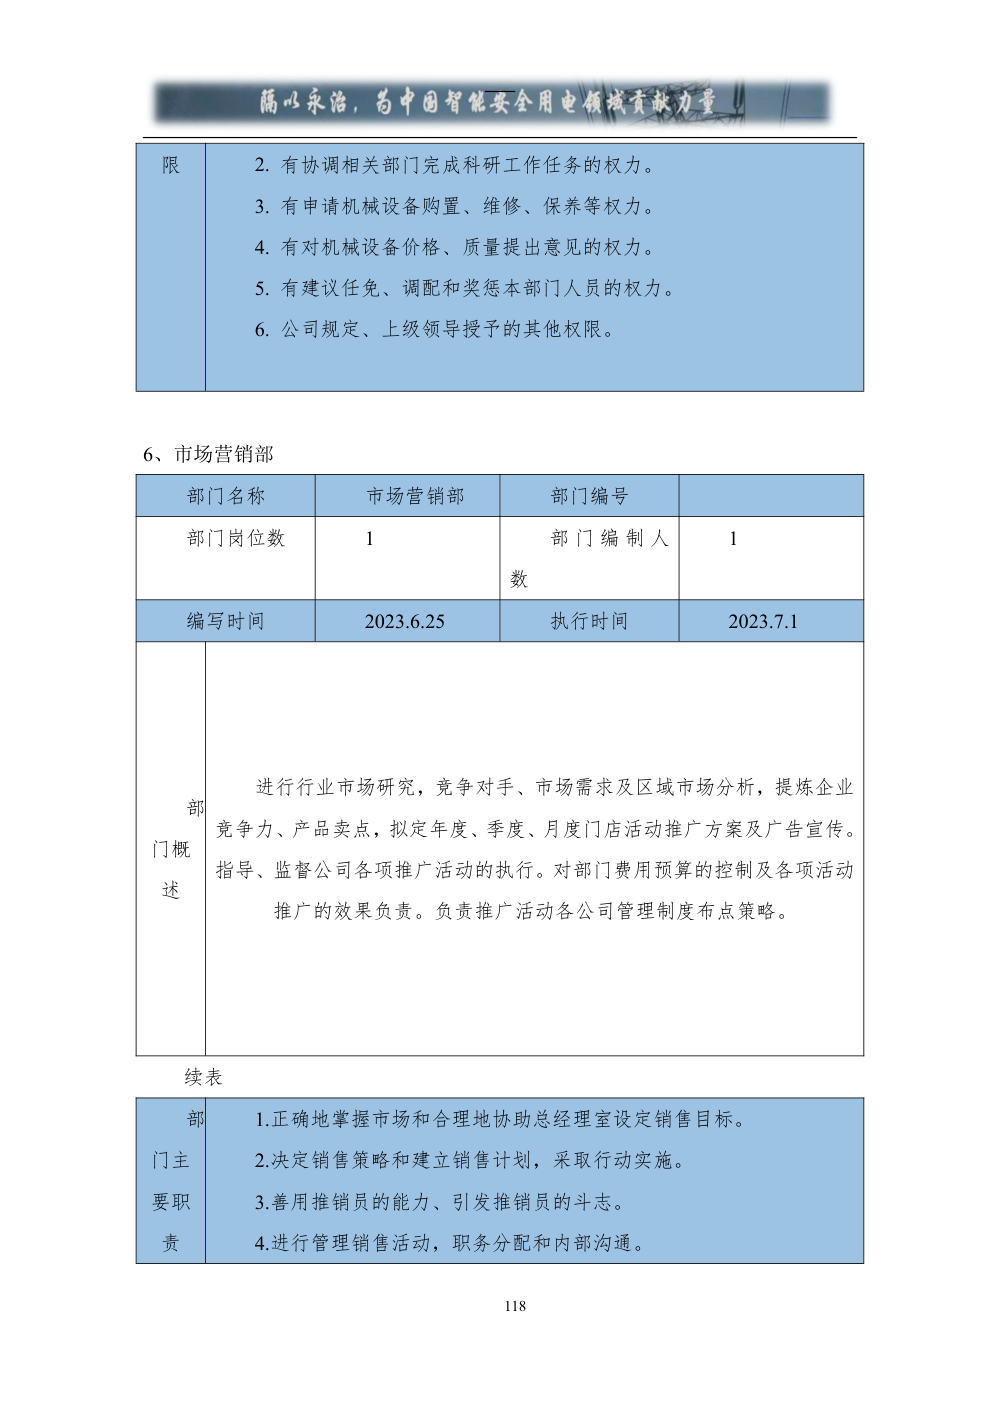 隔以永治，为中国智能安全用电领域贡献力量
限
2. 有协调相关部门完成科研工作任务的权力。
3. 有申请机械设备购置、维修、保养等权力。
4. 有对机械设备价格、质量提出意见的权力。
5. 有建议任免、调配和奖惩本部门人员的权力。
6. 公司规定、上级领导授予的其他权限。
6、市场营销部
部门名称 市场营销部 部门编号
部门岗位数 1 部门编制人 1
数
编写时间 2023.6.25 执行时间 2023.7.1
部
门概
述
进行行业市场研究，竞争对手、市场需求及区域市场分析，提炼企业
竞争力、产品卖点，拟定年度、季度、月度门店活动推广方案及广告宣传。
指导、监督公司各项推广活动的执行。对部门费用预算的控制及各项活动
推广的效果负责。负责推广活动各公司管理制度布点策略。
续表
部
门主
要职
责
1.正确地掌握市场和合理地协助总经理室设定销售目标。
2.决定销售策略和建立销售计划，采取行动实施。
3.善用推销员的能力、引发推销员的斗志。
4.进行管理销售活动，职务分配和内部沟通。
118